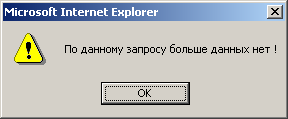 Microsoft Internet Explorer
По данному запросу больше данных нет !
OK